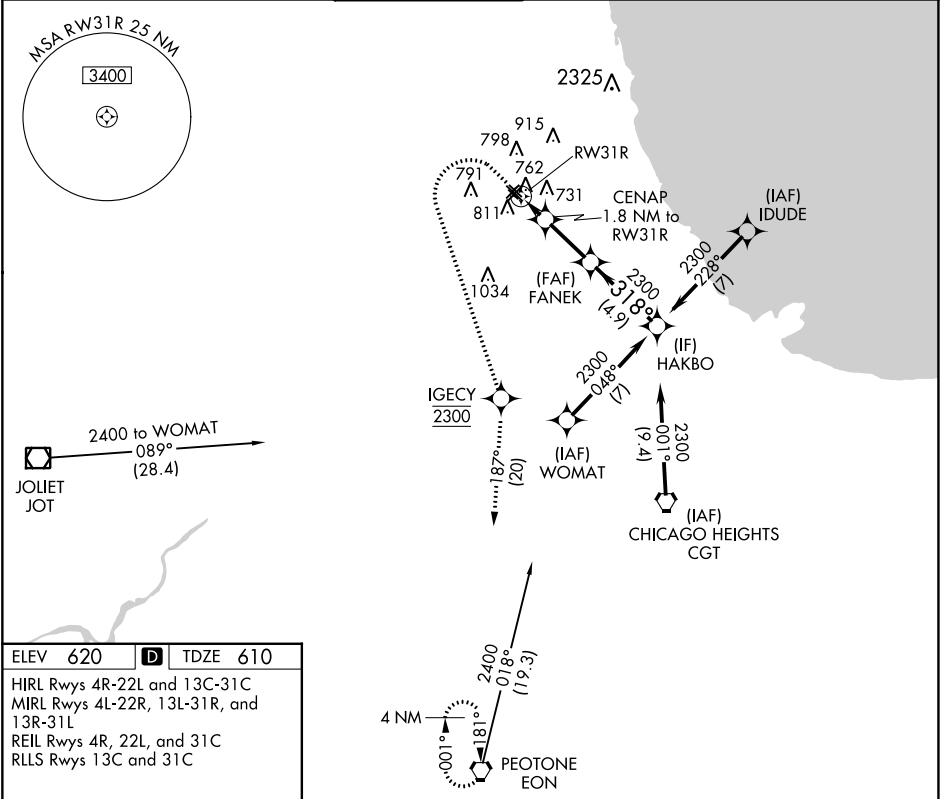 MSA RW31R 25 NM
3400
2325
915
798
RW31R
762
791
731
811
CENAP
1.8 NM to
RW31R
(IAF)
IDUDE
2300
228°
(7)
1034
(FAF)
FANEK
2300
318°
(4.9)
(IF)
HAKBO
2300
048°
(7)
IGECY
2300
2400 to WOMAT
089°
(28.4)
JOLIET
JOT
187°
(20)
(IAF)
WOMAT
2300
001°
(9.4)
(IAF)
CHICAGO HEIGHTS
CGT
2400
018°
(19.3)
4 NM
001°
181°
PEOTONE
EON
ELEV 620 D TDZE 610
HIRL Rwys 4R-22L and 13C-31C
MIRL Rwys 4L-22R, 13L-31R, and
13R-31L
REIL Rwys 4R, 22L, and 31C
RLLS Rwys 13C and 31C